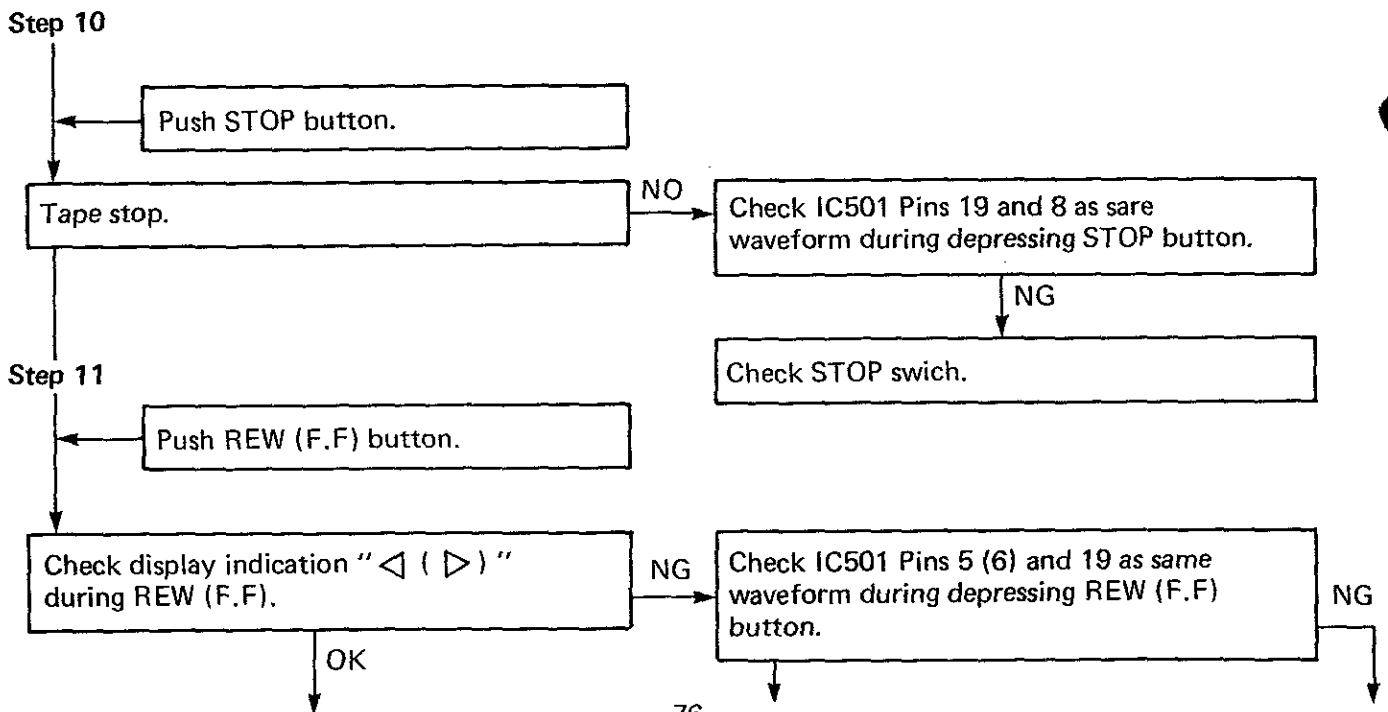 Step 10
Push STOP button.
Tape stop.
NO
Check IC501 Pins 19 and 8 as sare
waveform during depressing STOP button.
NG
Check STOP swich.
Step 11
Push REW (F.F) button.
Check display indication "◁ ( ▷ ) "
during REW (F.F).
NG
Check IC501 Pins 5 (6) and 19 as same
waveform during depressing REW (F.F)
button.
NG
OK